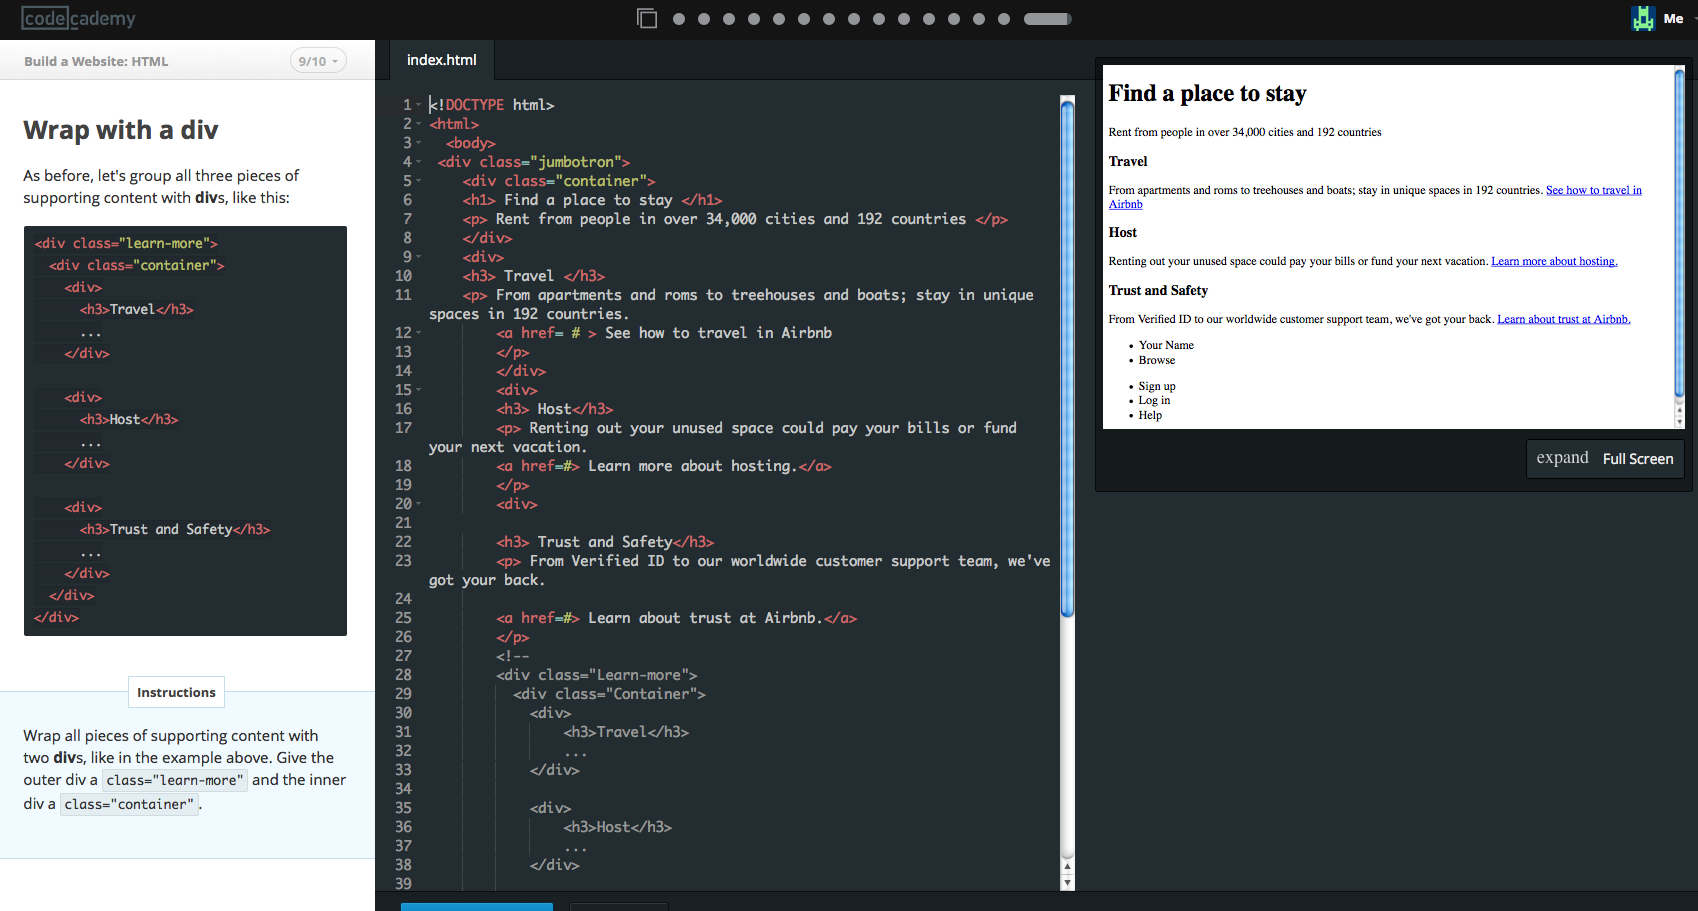 codecademy
Me
Build a Website: HTML
9/10
Wrap with a div
As before, let's group all three pieces of
supporting content with divs, like this:
<div class="learn-more">
<div class="container">
<div>
<h3>Travel</h3>
...
</div>
<div>
<h3>Host</h3>
...
</div>
<div>
<h3>Trust and Safety</h3>
...
</div>
</div>
</div>
Instructions
Wrap all pieces of supporting content with
two divs, like in the example above. Give the
outer div a class="learn-more" and the inner
div a class="container".
index.html
1 <!DOCTYPE html>
2 <html>
3 <body>
4 <div class="jumbotron">
5 <div class="container">
6 <h1> Find a place to stay </h1>
7 <p> Rent from people in over 34,000 cities and 192 countries </p>
8 </div>
9 <div>
10 <h3> Travel </h3>
11 <p> From apartments and roms to treehouses and boats; stay in unique
spaces in 192 countries.
12 <a href= # > See how to travel in Airbnb
13 </p>
14 </div>
15 <div>
16 <h3> Host</h3>
17 <p> Renting out your unused space could pay your bills or fund
your next vacation.
18 <a href=#> Learn more about hosting.</a>
19 </p>
20 <div>
21
22 <h3> Trust and Safety</h3>
23 <p> From Verified ID to our worldwide customer support team, we've
got your back.
24
25 <a href=#> Learn about trust at Airbnb.</a>
26 </p>
27 <!--
28 <div class="Learn-more">
29 <div class="Container">
30 <div>
31 <h3>Travel</h3>
32 ...
33 </div>
34
35 <div>
36 <h3>Host</h3>
37 ...
38 </div>
39
Find a place to stay
Rent from people in over 34,000 cities and 192 countries
Travel
From apartments and roms to treehouses and boats; stay in unique spaces in 192 countries. See how to travel in
Airbnb
Host
Renting out your unused space could pay your bills or fund your next vacation. Learn more about hosting.
Trust and Safety
From Verified ID to our worldwide customer support team, we've got your back. Learn about trust at Airbnb.
• Your Name
• Browse
• Sign up
• Log in
• Help
expand Full Screen